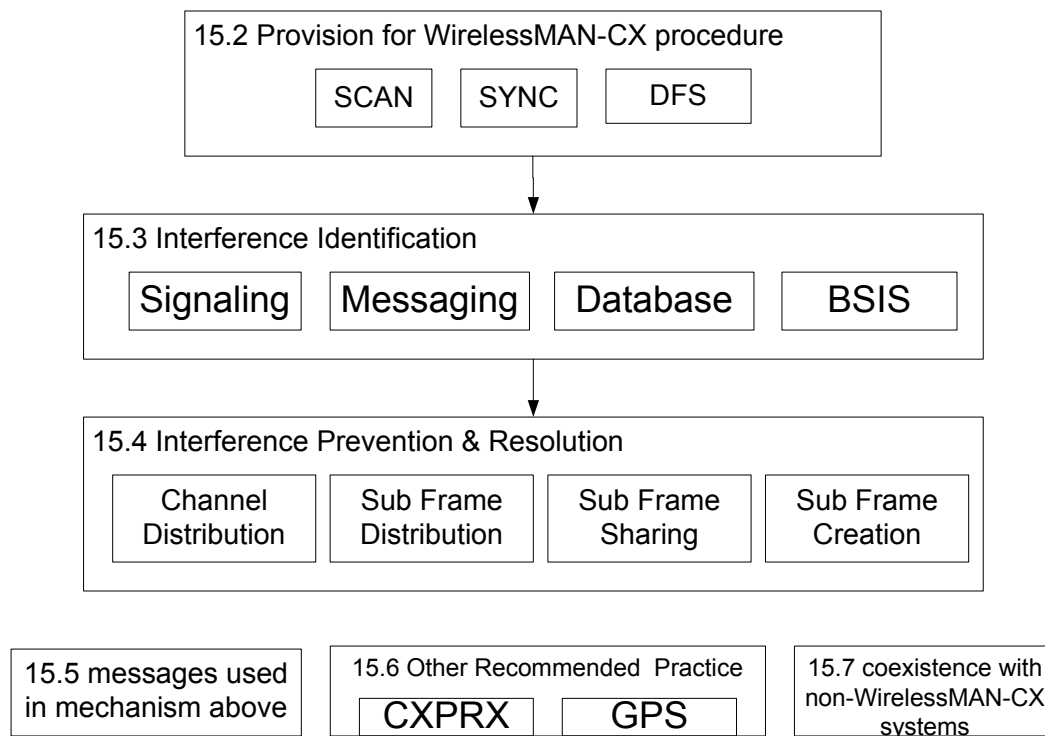 15.2 Provision for WirelessMAN-CX procedure
SCAN SYNC DFS
15.3 Interference Identification
Signaling Messaging Database BSIS
15.4 Interference Prevention & Resolution
Channel Distribution
Sub Frame Distribution
Sub Frame Sharing
Sub Frame Creation
15.5 messages used
in mechanism above
15.6 Other Recommended Practice
CXPRX GPS
15.7 coexistence with
non-WirelessMAN-CX
systems